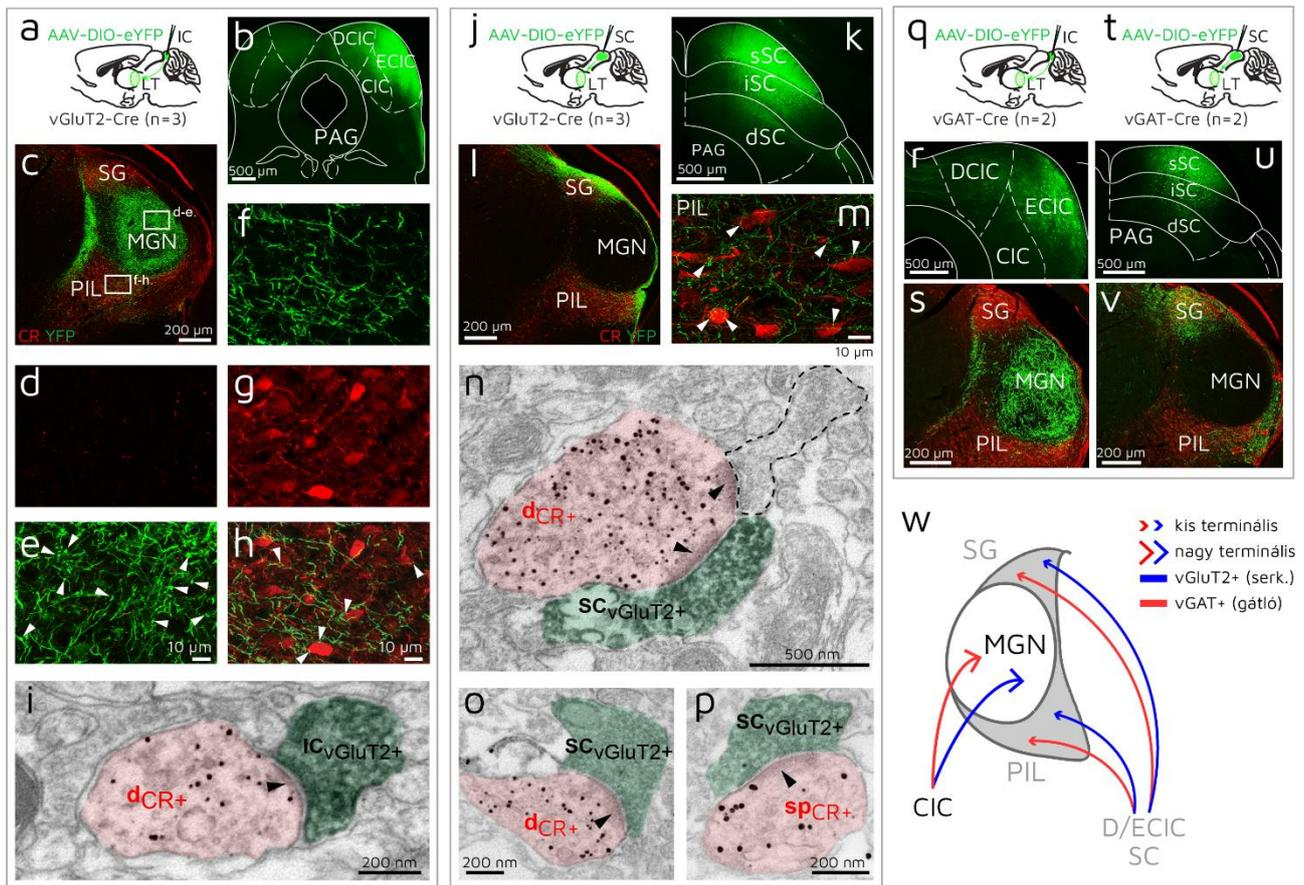 a
AAV-DIO-eYFP
IC
LT
vGluT2-Cre (n=3)
b
DCIC
ECIC
CIC
PAG
500 µm
c
SG
d-e.
MGN
PIL
f-h.
CR YFP
200 µm
f
d
g
e
10 µm
h
10 µm
i
dCR+
ICvGluT2+
200 nm
j
AAV-DIO-eYFP
SC
LT
vGluT2-Cre (n=3)
k
sSC
iSC
dSC
PAG
500 µm
l
SG
MGN
PIL
CR YFP
200 µm
PIL
m
10 µm
n
dCR+
SCvGluT2+
500 nm
o
SCvGluT2+
dCR+
200 nm
p
SCvGluT2+
spCR+
200 nm
q
AAV-DIO-eYFP
IC
LT
vGAT-Cre (n=2)
t
AAV-DIO-eYFP
SC
LT
vGAT-Cre (n=2)
r
DCIC
ECIC
CIC
500 µm
u
sSC
iSC
dSC
PAG
500 µm
s
SG
MGN
PIL
200 µm
v
SG
MGN
PIL
200 µm
w
kis terminális
nagy terminális
vGluT2+ (serk.)
vGAT+ (gátló)
SG
MGN
PIL
CIC
D/ECIC
SC